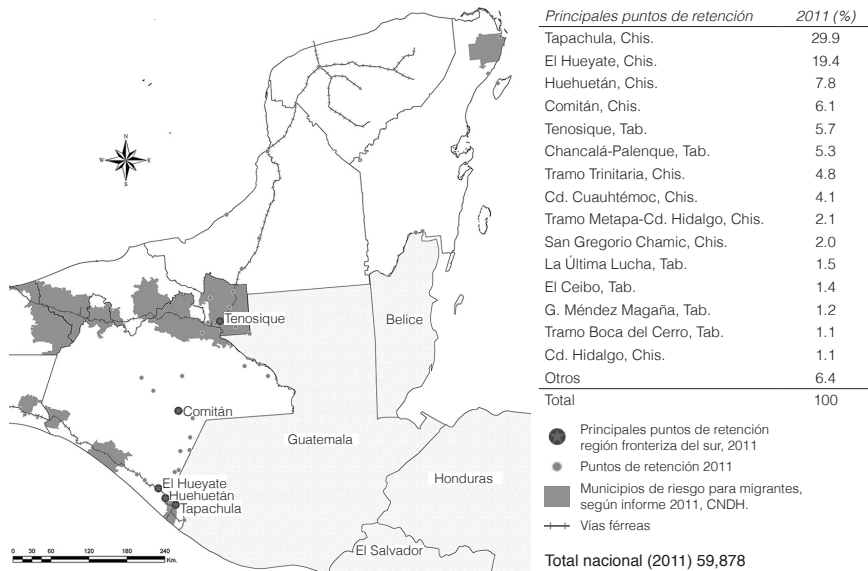 Principales puntos de retención 2011 (%)
Tapachula, Chis. 29.9
El Hueyate, Chis. 19.4
Huehuetán, Chis. 7.8
Comitán, Chis. 6.1
Tenosique, Tab. 5.7
Chancalá-Palenque, Tab. 5.3
Tramo Trinitaria, Chis. 4.8
Cd. Cuauhtémoc, Chis. 4.1
Tramo Metapa-Cd. Hidalgo, Chis. 2.1
San Gregorio Chamic, Chis. 2.0
La Última Lucha, Tab. 1.5
El Ceibo, Tab. 1.4
G. Méndez Magaña, Tab. 1.2
Tramo Boca del Cerro, Tab. 1.1
Cd. Hidalgo, Chis. 1.1
Otros 6.4
Total 100
Principales puntos de retención
región fronteriza del sur, 2011
Puntos de retención 2011
Municipios de riesgo para migrantes,
según informe 2011, CNDH.
Vías férreas
Total nacional (2011) 59,878
N
W E
S
Tenosique
Belice
Comitán
Guatemala
Honduras
El Hueyate
Huehuetán
Tapachula
El Salvador
0 30 60 120 180 240
Km.